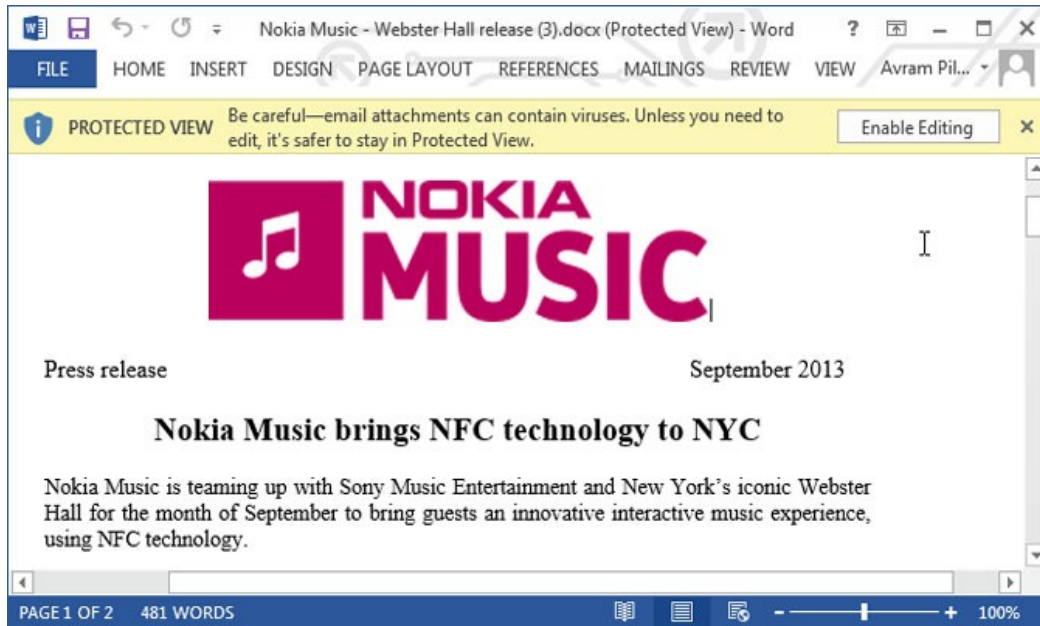 Nokia Music - Webster Hall release (3).docx (Protected View) - Word
FILE HOME INSERT DESIGN PAGE LAYOUT REFERENCES MAILINGS REVIEW VIEW Avram Pil...
PROTECTED VIEW Be careful—email attachments can contain viruses. Unless you need to
edit, it's safer to stay in Protected View. Enable Editing
NOKIA
MUSIC
Press release September 2013
Nokia Music brings NFC technology to NYC
Nokia Music is teaming up with Sony Music Entertainment and New York's iconic Webster
Hall for the month of September to bring guests an innovative interactive music experience,
using NFC technology.
PAGE 1 OF 2 481 WORDS 100%